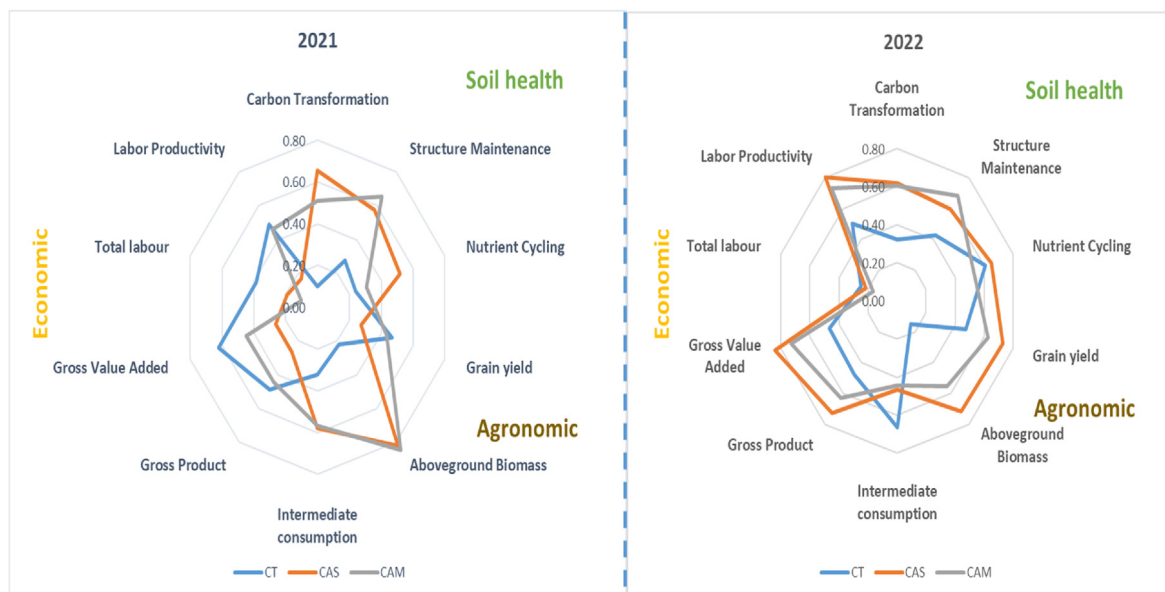 2021
Soil health
Carbon Transformation
0.80
Labor Productivity
Structure Maintenance
0.60
0.40
Total labour
Nutrient Cycling
0.20
0.00
Economic
Gross Value Added
Grain yield
Agronomic
Gross Product
Aboveground Biomass
Intermediate
consumption
CT
CAS
CAM
2022
Carbon
Transformation
Soil health
0.80
Labor Productivity
Structure
Maintenance
0.60
0.40
Total labour
Nutrient Cycling
0.20
0.00
Economic
Gross Value
Added
Grain yield
Agronomic
Gross Product
Aboveground
Biomass
Intermediate
consumption
CT
CAS
CAM